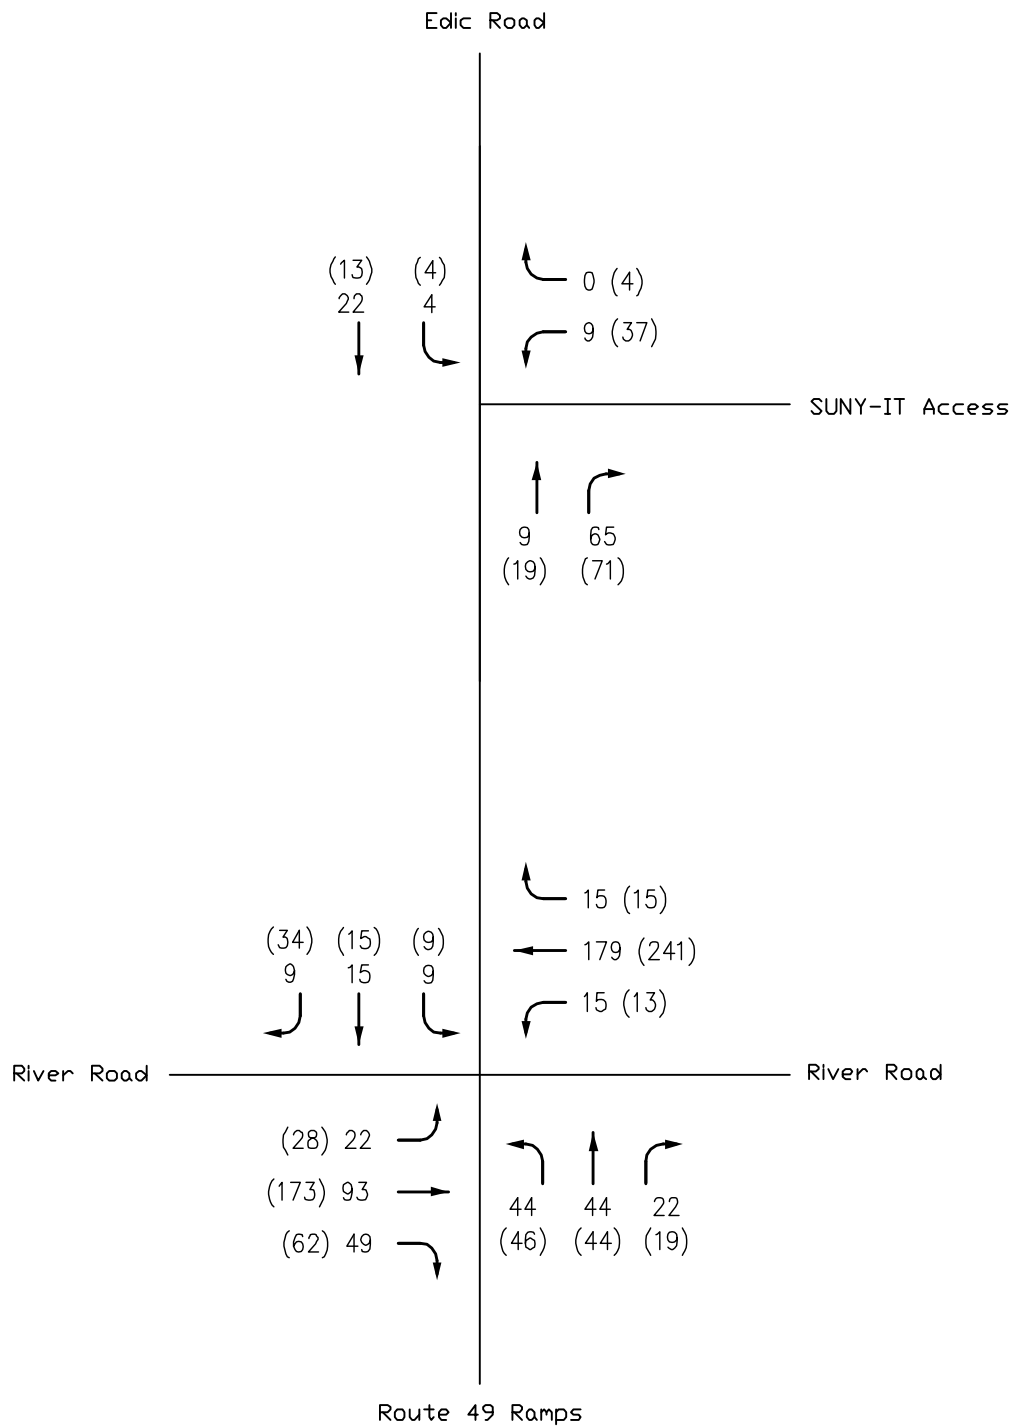 Edic Road
(13) (4)
22 4
0 (4)
9 (37)
SUNY-IT Access
9 65
(19) (71)
15 (15)
179 (241)
15 (13)
(34) (15) (9)
9 15 9
River Road
River Road
(28) 22
(173) 93
(62) 49
44 44 22
(46) (44) (19)
Route 49 Ramps